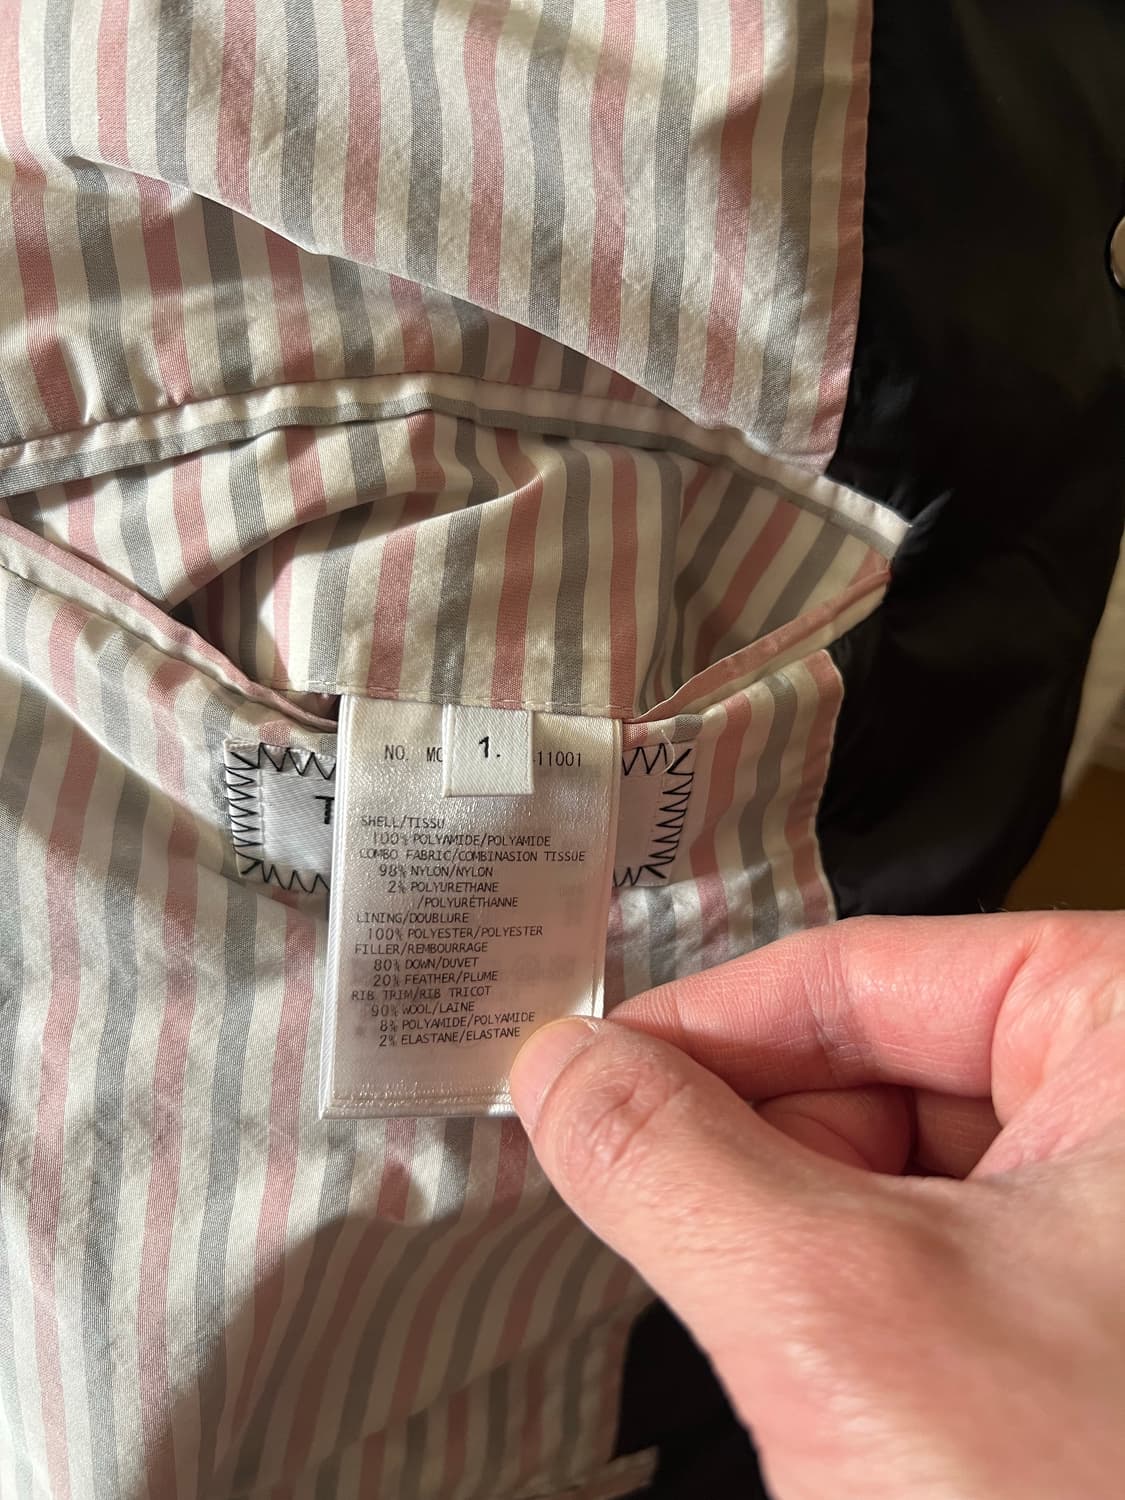 NO. MC
1.
11001
T
SHELL/TISSU
100% POLYAMIDE/POLYAMIDE
COMBO FABRIC/COMBINASION TISSUE
98% NYLON/NYLON
2% POLYURETHANE
/POLYURÉTHANNE
LINING/DOUBLURE
100% POLYESTER/POLYESTER
FILLER/REMBOURRAGE
80% DOWN/DUVET
20% FEATHER/PLUME
RIB TRIM/RIB TRICOT
90% WOOL/LAINE
8% POLYAMIDE/POLYAMIDE
2% ELASTANE/ELASTANE